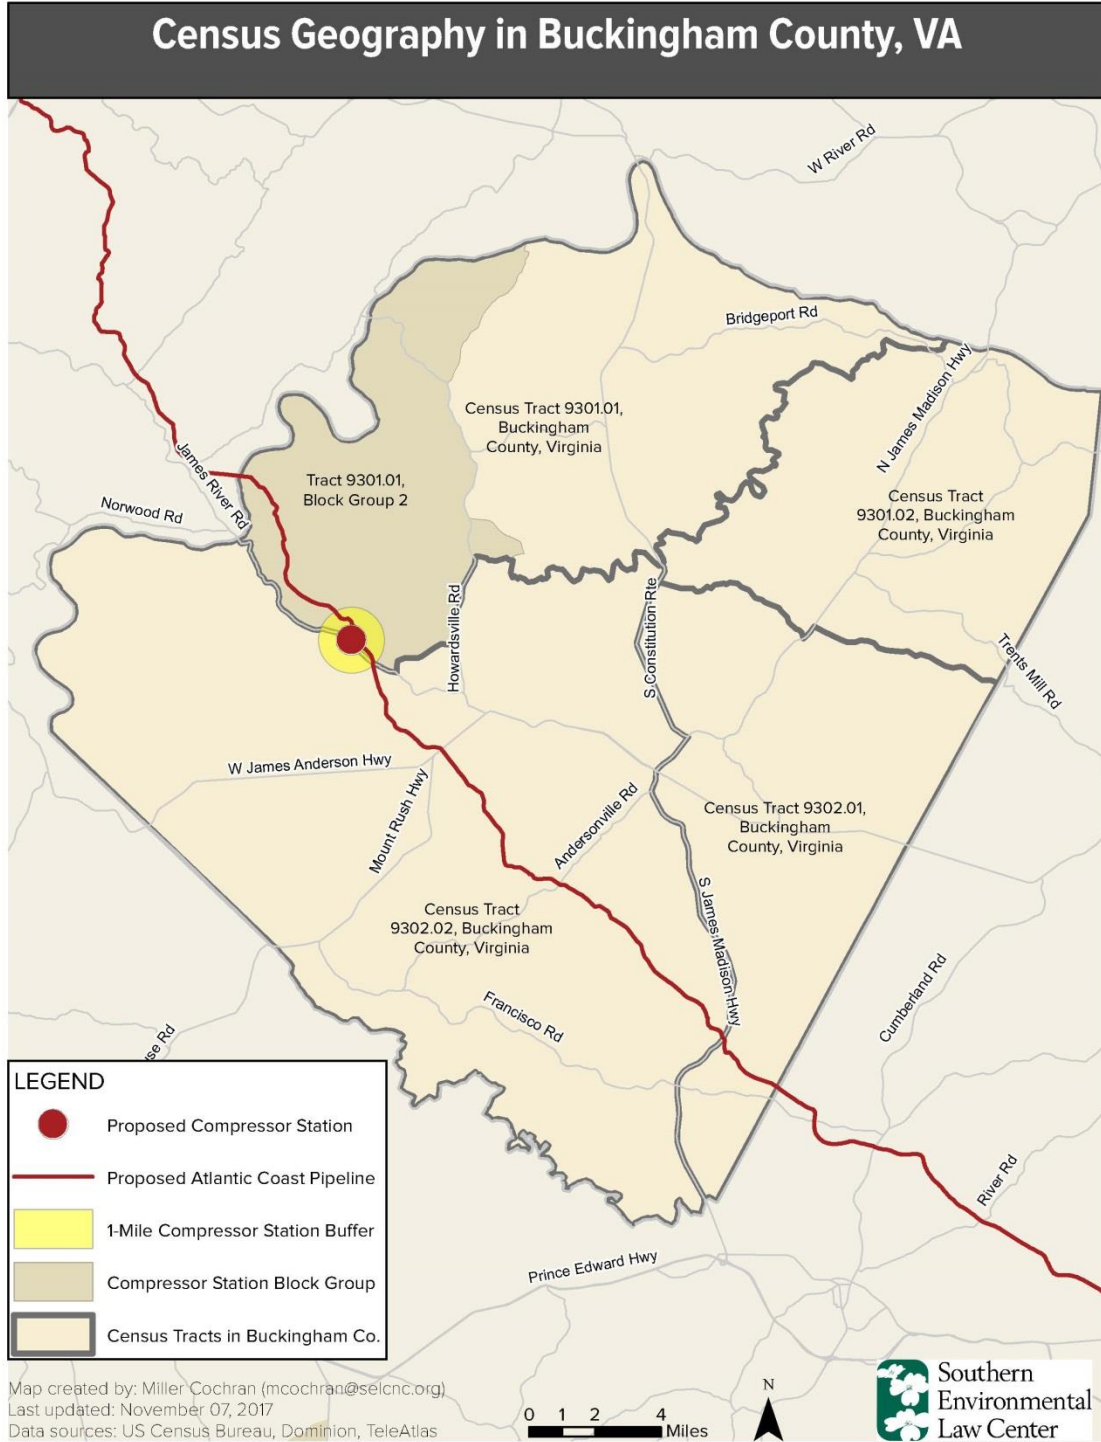 Census Geography in Buckingham County, VA
W River Rd
Bridgeport Rd
N James Madison Hwy
Census Tract 9301.01,
Buckingham
County, Virginia
James River Rd
Tract 9301.01,
Block Group 2
Norwood Rd
Census Tract
9301.02, Buckingham
County, Virginia
Howardsville Rd
S Constitution Rte
Trents Mill Rd
W James Anderson Hwy
Mount Rush Hwy
Andersonville Rd
Census Tract 9302.01,
Buckingham
County, Virginia
S James Madison Hwy
Census Tract
9302.02, Buckingham
County, Virginia
Cumberland Rd
Francisco Rd
use Rd
River Rd
Prince Edward Hwy
LEGEND
Proposed Compressor Station
Proposed Atlantic Coast Pipeline
1-Mile Compressor Station Buffer
Compressor Station Block Group
Census Tracts in Buckingham Co.
Map created by: Miller Cochran (mcochran@selcnc.org)
Last updated: November 07, 2017
Data sources: US Census Bureau, Dominion, TeleAtlas
0 1 2 4
Miles
N
Southern
Environmental
Law Center